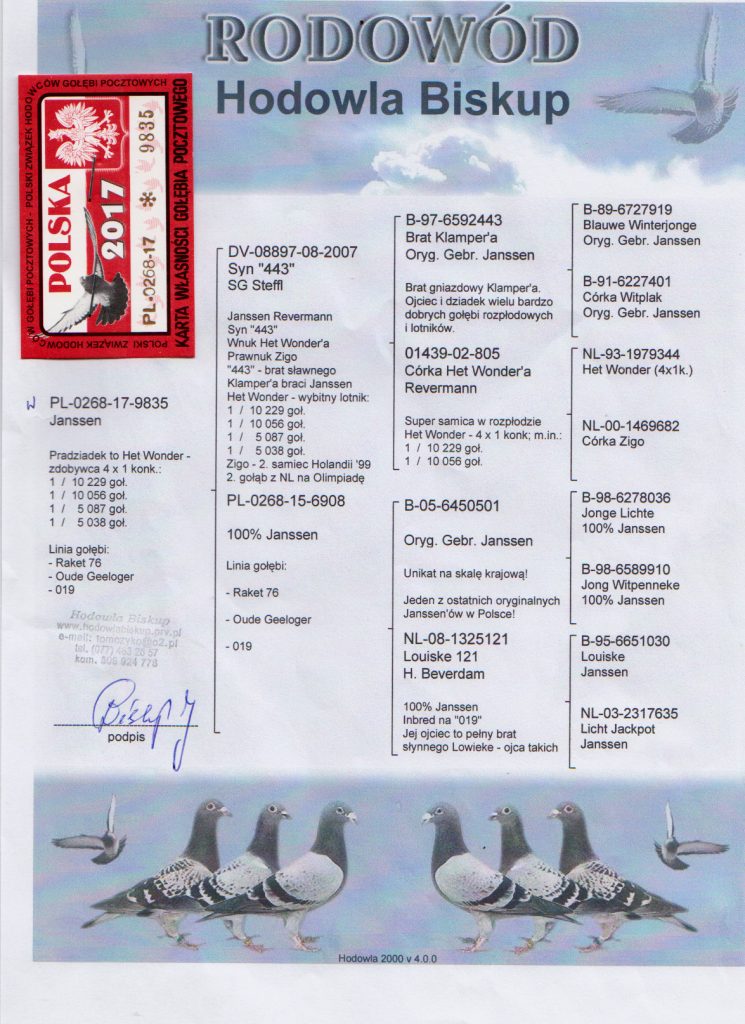 RODOWÓD
Hodowla Biskup
POLSKI ZWIĄZEK HODOWCÓW GOŁĘBI POCZTOWYCH - POLSKI ZWIĄZEK HODOWCÓW GOŁĘBI POCZTOWYCH
POLSKA
2017
PL-0268-17 * 9835
KARTA WŁASNOŚCI GOŁĘBIA POCZTOWEGO
PL-0268-17-9835
Janssen
Pradziadek to Het Wonder -
zdobywca 4 x 1 konk.:
1 / 10 229 goł.
1 / 10 056 goł.
1 / 5 087 goł.
1 / 5 038 goł.
Linia gołębi:
- Raket 76
- Oude Geeloger
- 019
Hodowla Biskup
www.hodowlabiskup.prv.pl
podpis
DV-08897-08-2007
Syn "443"
SG Steffl
Janssen Revermann
Syn "443"
Wnuk Het Wonder'a
Prawnuk Zigo
"443" - brat sławnego
Klamper'a braci Janssen
Het Wonder - wybitny lotnik:
1 / 10 229 goł.
1 / 10 056 goł.
1 / 5 087 goł.
1 / 5 038 goł.
Zigo - 2. samiec Holandii '99
2. gołąb z NL na Olimpiadę
PL-0268-15-6908
100% Janssen
Linia gołębi:
- Raket 76
- Oude Geeloger
- 019
B-97-6592443
Brat Klamper'a
Oryg. Gebr. Janssen
Brat gniazdowy Klamper'a.
Ojciec i dziadek wielu bardzo
dobrych gołębi rozpłodowych
i lotników.
01439-02-805
Córka Het Wonder'a
Revermann
Super samica w rozpłodzie
Het Wonder - 4 x 1 konk; m.in.:
1 / 10 229 goł.
1 / 10 056 goł.
B-05-6450501
Oryg. Gebr. Janssen
Unikat na skalę krajową!
Jeden z ostatnich oryginalnych
Janssen'ów w Polsce!
NL-08-1325121
Louiske 121
H. Beverdam
100% Janssen
Inbred na "019"
Jej ojciec to pełny brat
słynnego Lowieke - ojca takich
B-89-6727919
Blauwe Winterjonge
Oryg. Gebr. Janssen
B-91-6227401
Córka Witplak
Oryg. Gebr. Janssen
NL-93-1979344
Het Wonder (4x1k.)
NL-00-1469682
Córka Zigo
B-98-6278036
Jonge Lichte
100% Janssen
B-98-6589910
Jong Witpenneke
100% Janssen
B-95-6651030
Louiske
Janssen
NL-03-2317635
Licht Jackpot
Janssen
Hodowla 2000 v 4.0.0